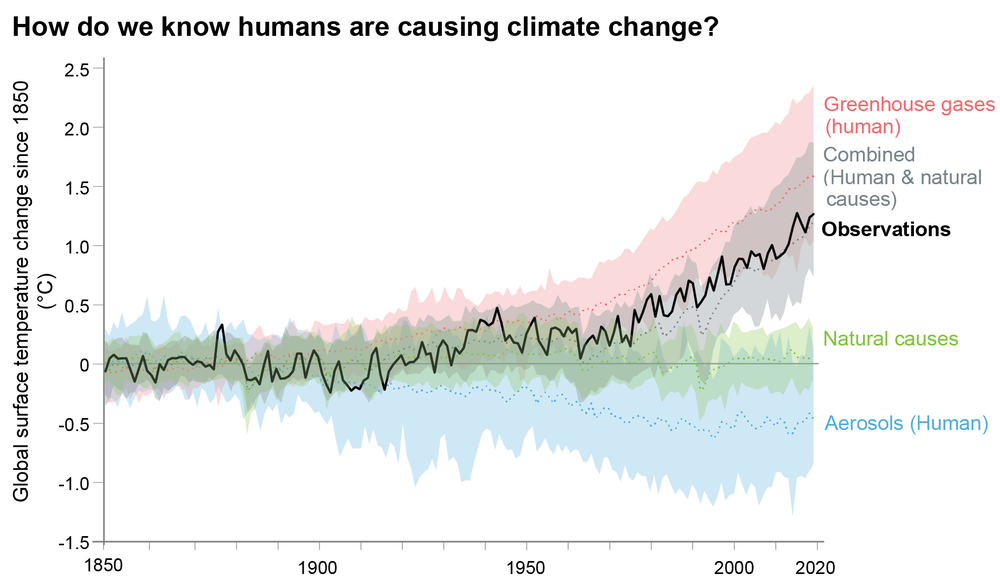 How do we know humans are causing climate change?
Global surface temperature change since 1850
(°C)
2.5
2.0
1.5
1.0
0.5
0
-0.5
-1.0
-1.5
1850
1900
1950
2000
2020
Greenhouse gases
(human)
Combined
(Human & natural
causes)
Observations
Natural causes
Aerosols (Human)